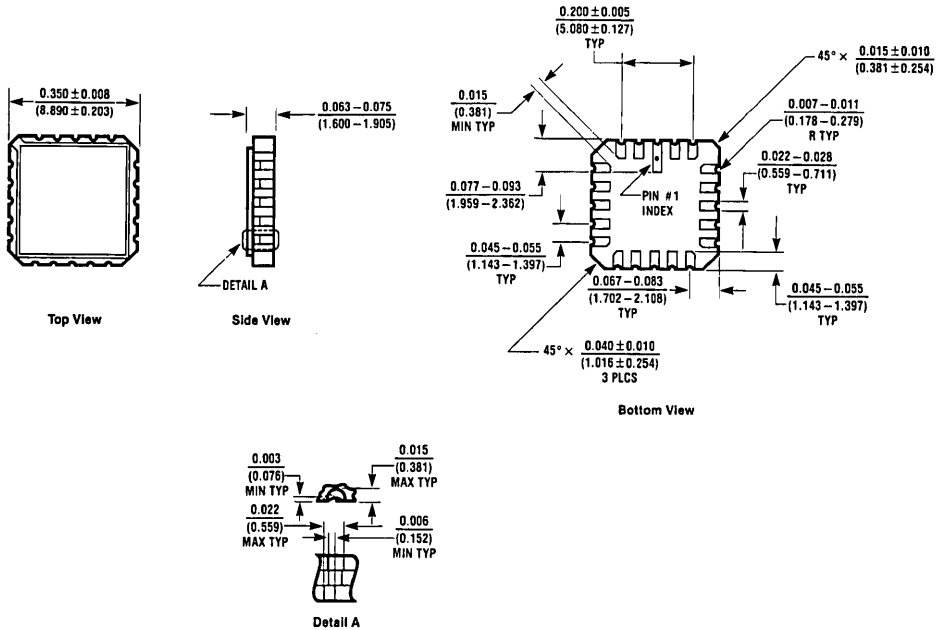 0.350 ± 0.008
(8.890 ± 0.203)
Top View
0.063 – 0.075
(1.600 – 1.905)
DETAIL A
Side View
0.200 ± 0.005
(5.080 ± 0.127)
TYP
45° × 0.015 ± 0.010
(0.381 ± 0.254)
0.015
(0.381)
MIN TYP
0.007 – 0.011
(0.178 – 0.279)
R TYP
0.022 – 0.028
(0.559 – 0.711)
TYP
0.077 – 0.093
(1.959 – 2.362)
PIN #1
INDEX
0.045 – 0.055
(1.143 – 1.397)
TYP
0.067 – 0.083
(1.702 – 2.108)
TYP
0.045 – 0.055
(1.143 – 1.397)
TYP
45° × 0.040 ± 0.010
(1.016 ± 0.254)
3 PLCS
Bottom View
0.003
(0.076)
MIN TYP
0.015
(0.381)
MAX TYP
0.022
(0.559)
MAX TYP
0.006
(0.152)
MIN TYP
Detail A